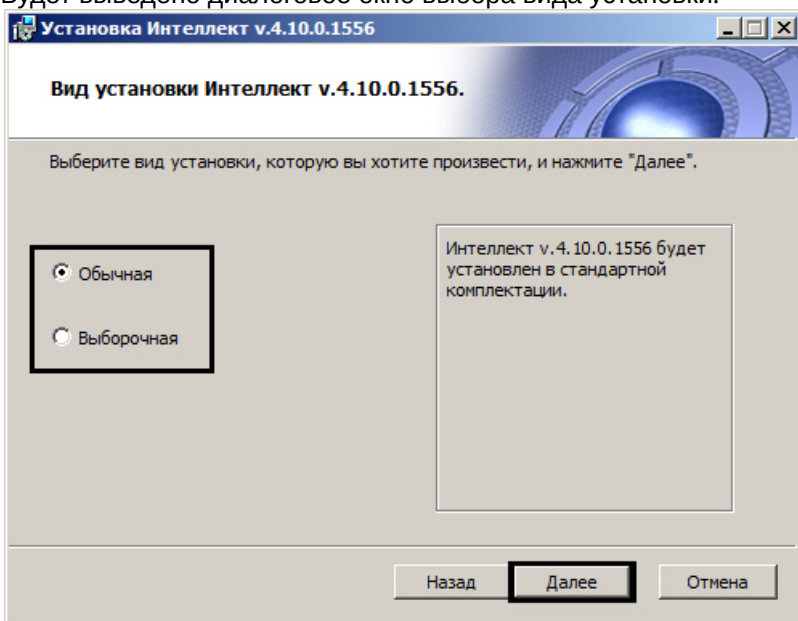 Будет выведено диалоговое окно выбора вида установки.
Установка Интеллект v.4.10.0.1556
Вид установки Интеллект v.4.10.0.1556.
Выберите вид установки, которую вы хотите произвести, и нажмите "Далее".
Обычная
Выборочная
Интеллект v.4.10.0.1556 будет
установлен в стандартной
комплектации.
Назад Далее Отмена